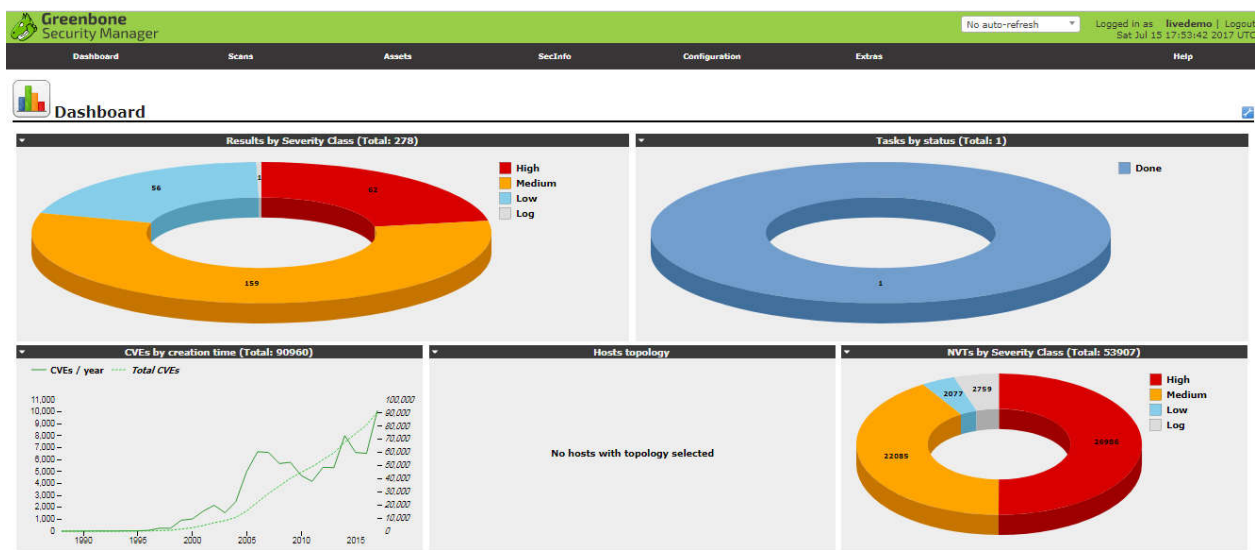 Greenbone
Security Manager
No auto-refresh
Logged in as livedemo | Logout
Sat Jul 15 17:53:42 2017 UTC
Dashboard Scans Assets SecInfo Configuration Extras Help
Dashboard
Results by Severity Class (Total: 278)
56
1
62
159
High
Medium
Low
Log
Tasks by status (Total: 1)
1
Done
CVEs by creation time (Total: 90960)
CVEs / year Total CVEs
11,000
10,000
9,000
8,000
7,000
6,000
5,000
4,000
3,000
2,000
1,000
0
100,000
90,000
80,000
70,000
60,000
50,000
40,000
30,000
20,000
10,000
0
1990 1995 2000 2005 2010 2015
Hosts topology
No hosts with topology selected
NVTs by Severity Class (Total: 53907)
2077
2759
26986
22085
High
Medium
Low
Log